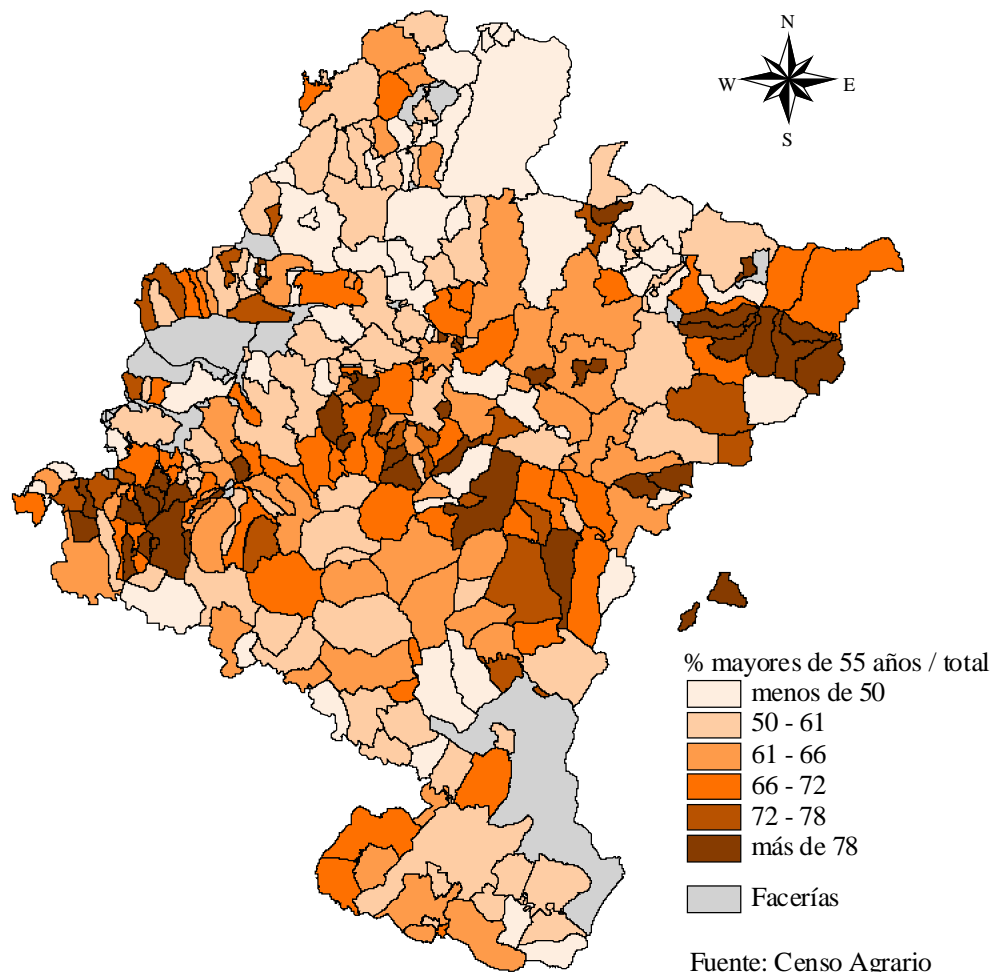 N
W E
S
% mayores de 55 años / total
menos de 50
50 - 61
61 - 66
66 - 72
72 - 78
más de 78
Facerías
Fuente: Censo Agrario